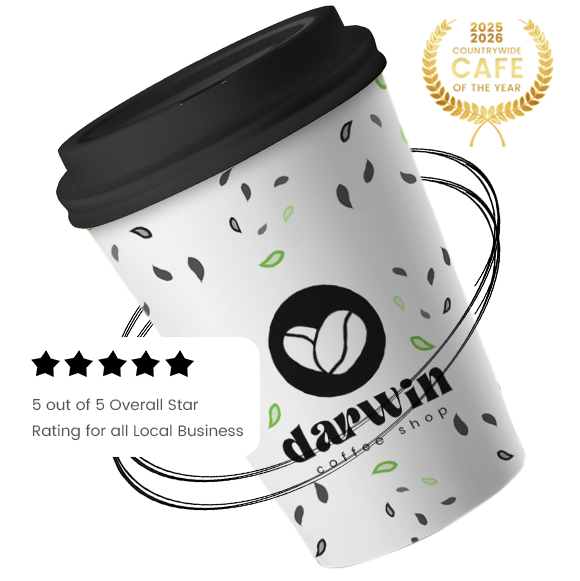 2025
2026
COUNTRYWIDE
CAFE
OF THE YEAR
5 out of 5 Overall Star
Rating for all Local Business
darwin
coffee shop